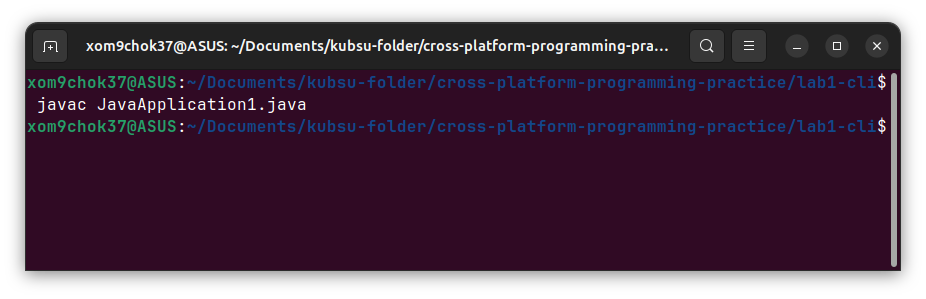 xom9chok37@ASUS: ~/Documents/kubsu-folder/cross-platform-programming-pra...
xom9chok37@ASUS:~/Documents/kubsu-folder/cross-platform-programming-practice/lab1-cli$
javac JavaApplication1.java
xom9chok37@ASUS:~/Documents/kubsu-folder/cross-platform-programming-practice/lab1-cli$